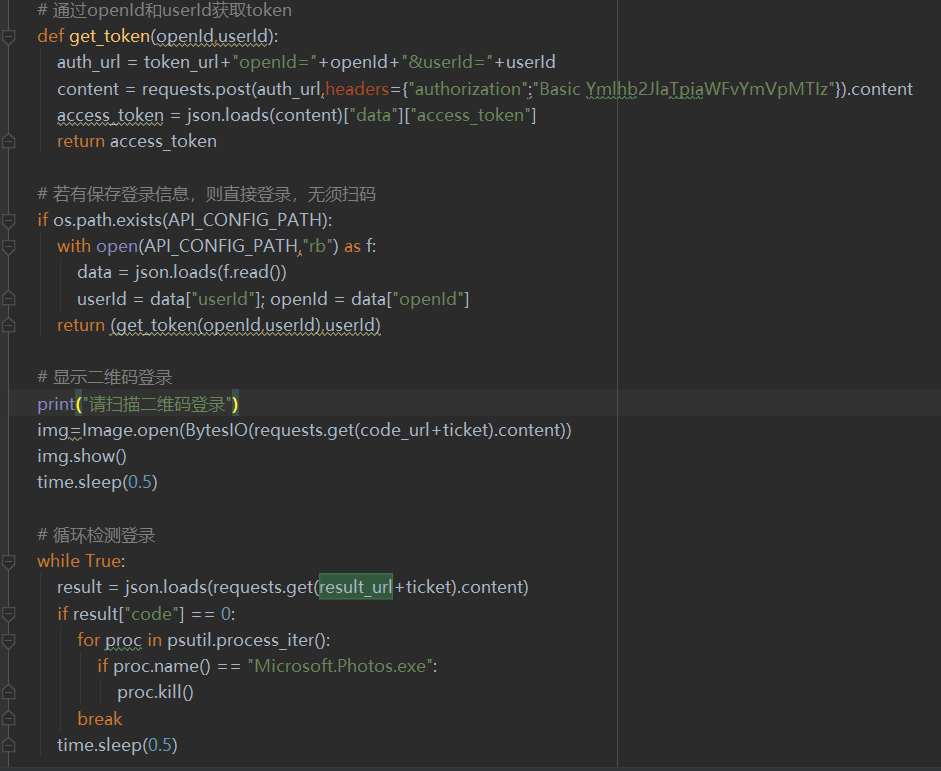 # 通过openId和userId获取token
def get_token(openId,userId):
auth_url = token_url+"openId="+openId+"&userId="+userId
content = requests.post(auth_url,headers={"authorization":"Basic YmIhb2JlaTpiaWFvYmVpMTIz"}).content
access_token = json.loads(content)["data"]["access_token"]
return access_token
# 若有保存登录信息，则直接登录，无须扫码
if os.path.exists(API_CONFIG_PATH):
with open(API_CONFIG_PATH,"rb") as f:
data = json.loads(f.read())
userId = data["userId"]; openId = data["openId"]
return (get_token(openId,userId),userId)
# 显示二维码登录
print("请扫描二维码登录")
img=Image.open(BytesIO(requests.get(code_url+ticket).content))
img.show()
time.sleep(0.5)
# 循环检测登录
while True:
result = json.loads(requests.get(result_url+ticket).content)
if result["code"] == 0:
for proc in psutil.process_iter():
if proc.name() == "Microsoft.Photos.exe":
proc.kill()
break
time.sleep(0.5)